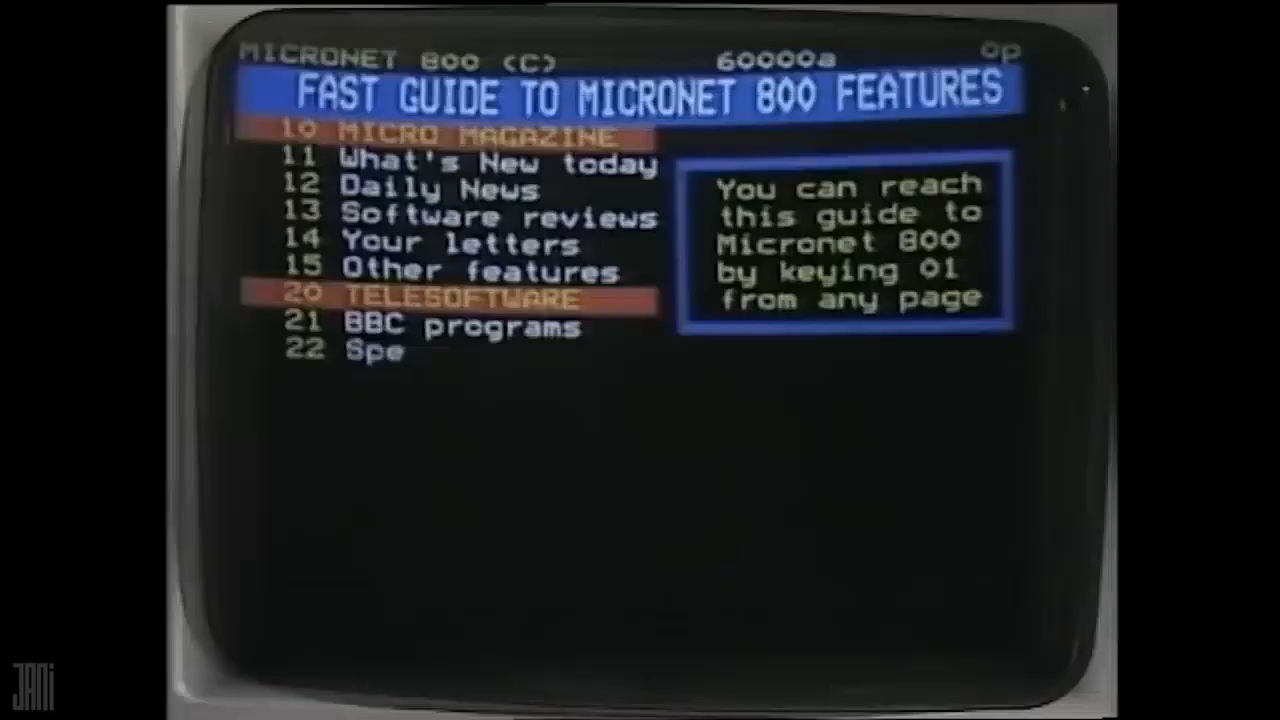 MICRONET 800 (C) 60000a 0p
FAST GUIDE TO MICRONET 800 FEATURES
10 MICRO MAGAZINE
11 What's New today
12 Daily News
13 Software reviews
14 Your letters
15 Other features
20 TELESOFTWARE
21 BBC programs
22 Spe
You can reach
this guide to
Micronet 800
by keying 01
from any page
JANI